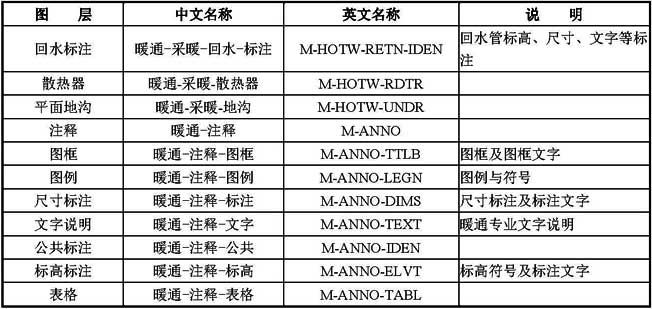 图 层 中文名称 英文名称 说 明
回水标注 暖通-采暖-回水-标注 M-HOTW-RETN-IDEN 回水管标高、尺寸、文字等标
注
散热器 暖通-采暖-散热器 M-HOTW-RDTR
平面地沟 暖通-采暖-地沟 M-HOTW-UNDR
注释 暖通-注释 M-ANNO
图框 暖通-注释-图框 M-ANNO-TTLB 图框及图框文字
图例 暖通-注释-图例 M-ANNO-LEGN 图例与符号
尺寸标注 暖通-注释-标注 M-ANNO-DIMS 尺寸标注及标注文字
文字说明 暖通-注释-文字 M-ANNO-TEXT 暖通专业文字说明
公共标注 暖通-注释-公共 M-ANNO-IDEN
标高标注 暖通-注释-标高 M-ANNO-ELVT 标高符号及标注文字
表格 暖通-注释-表格 M-ANNO-TABL